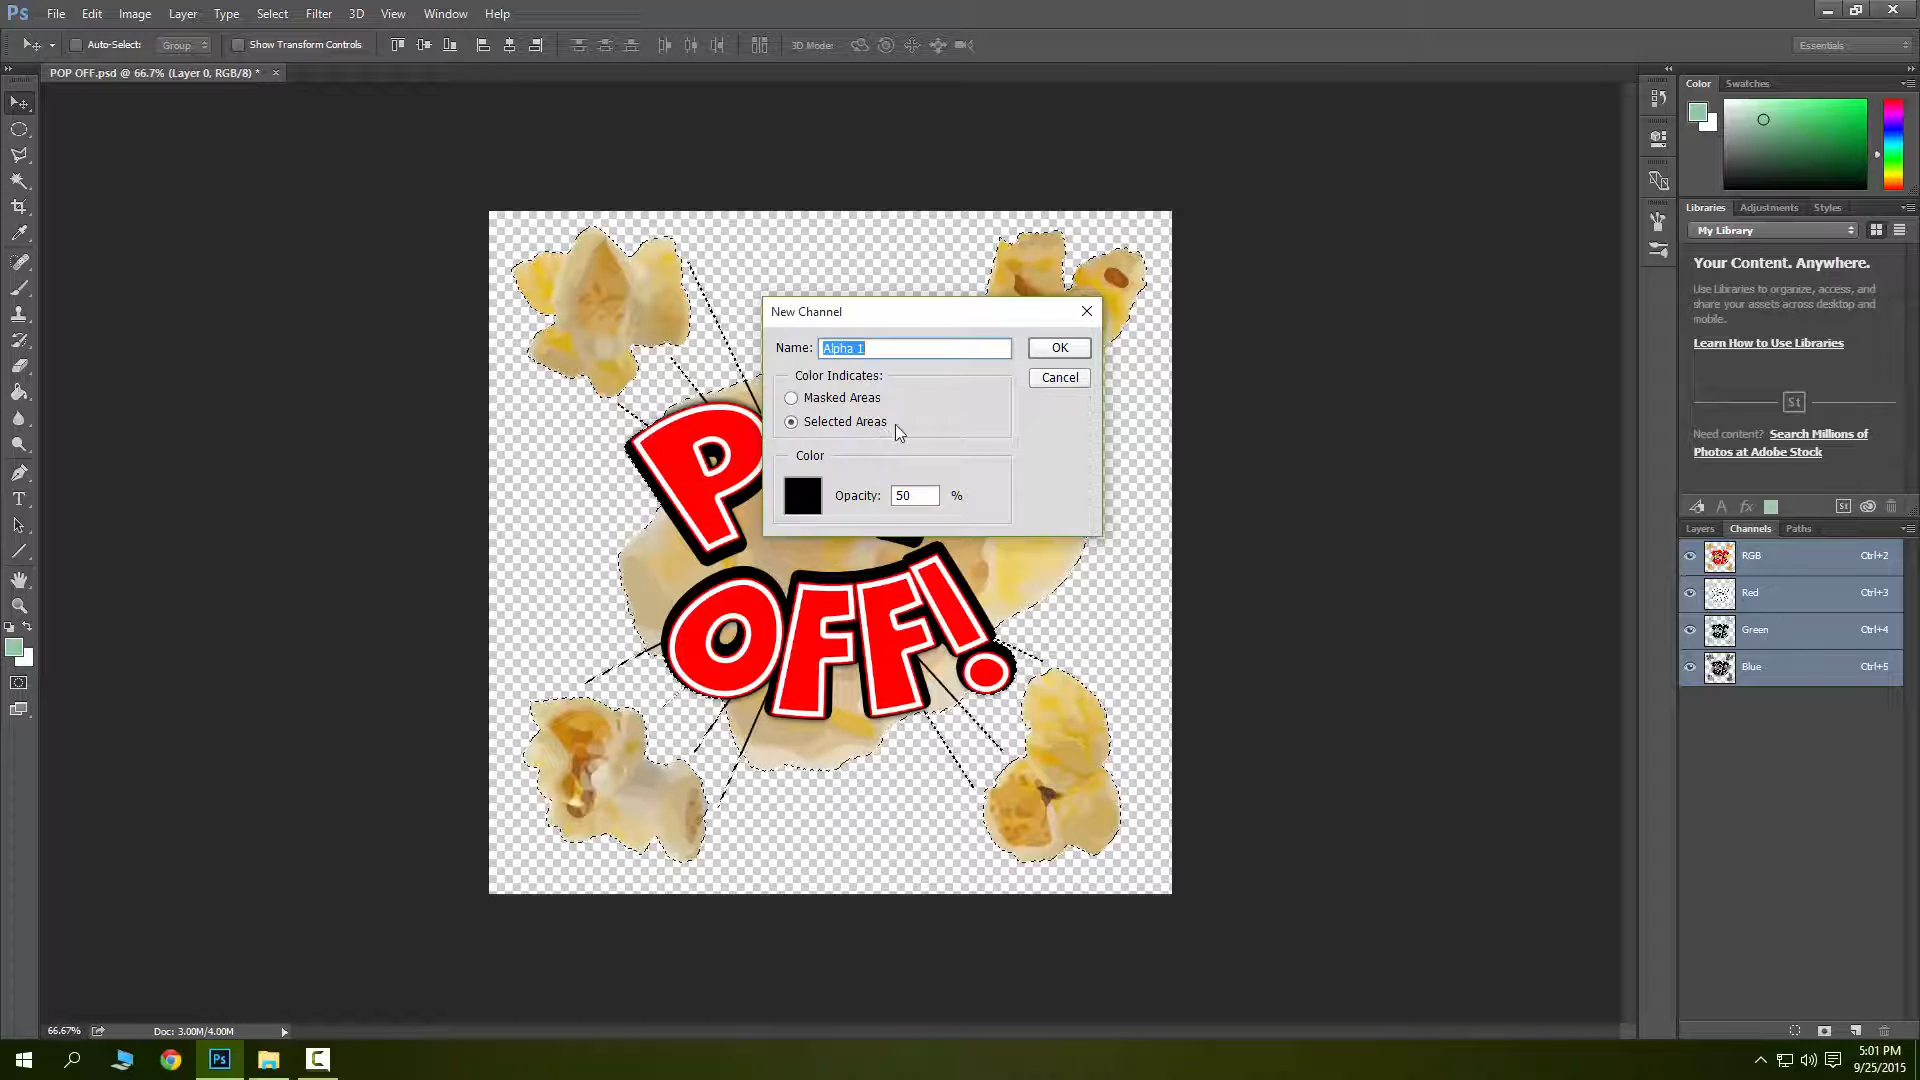 Ps File Edit Image Layer Type Select Filter 3D View Window Help
Auto-Select: Group Show Transform Controls 3D Mode: Essentials
POP OFF.psd @ 66.7% (Layer 0, RGB/8) *
Color Swatches
Libraries Adjustments Styles
My Library
Your Content. Anywhere.
Use Libraries to organize, access, and
share your assets across desktop and
mobile.
Learn How to Use Libraries
St
Need content? Search Millions of
Photos at Adobe Stock
Layers Channels Paths
RGB Ctrl+2
Red Ctrl+3
Green Ctrl+4
Blue Ctrl+5
New Channel
Name: Alpha 1 OK
Color Indicates: Cancel
Masked Areas
Selected Areas
Color
Opacity: 50 %
P
OFF!
66.67% Doc: 3.00M/4.00M
Ps
5:01 PM
9/25/2015